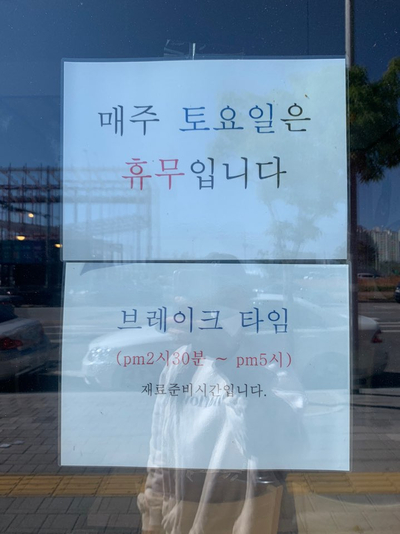 매주 토요일은
휴무입니다
브레이크 타임
(pm2시30분 ~ pm5시)
재료준비시간입니다.